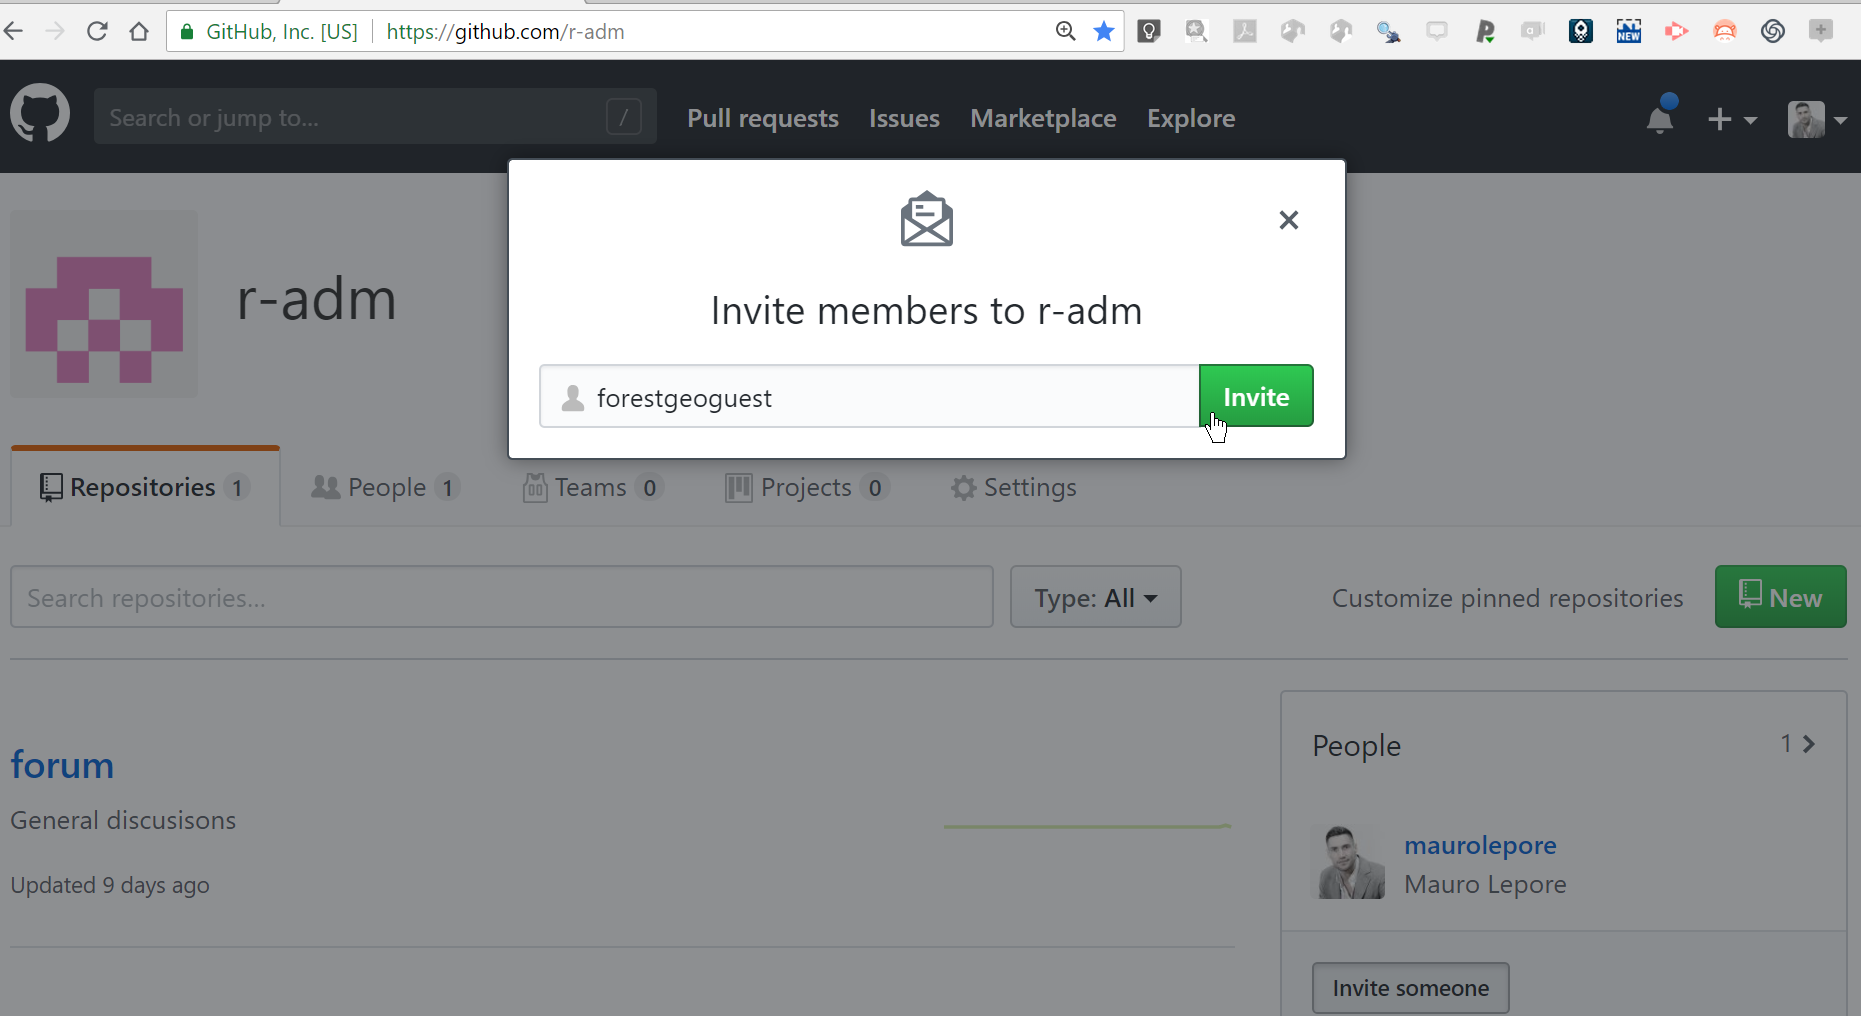 GitHub, Inc. [US] https://github.com/r-adm
NEW
Search or jump to... / Pull requests Issues Marketplace Explore
r-adm
Invite members to r-adm
forestgeoguest Invite
Repositories 1 People 1 Teams 0 Projects 0 Settings
Search repositories... Type: All Customize pinned repositories New
forum
General discusisons
Updated 9 days ago
People 1
maurolepore
Mauro Lepore
Invite someone